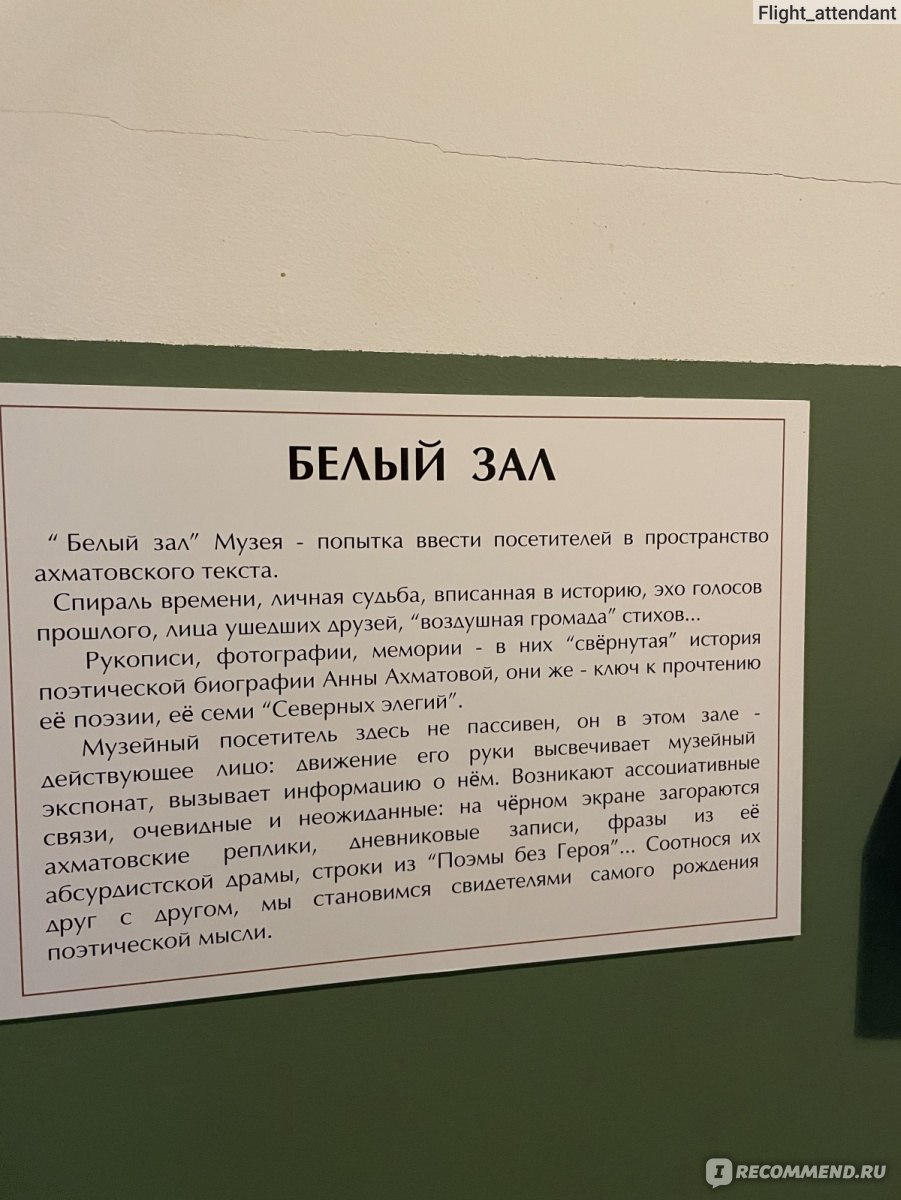 Flight_attendant
БЕЛЫЙ ЗАЛ
“ Белый зал” Музея - попытка ввести посетителей в пространство
ахматовского текста.
Спираль времени, личная судьба, вписанная в историю, эхо голосов
прошлого, лица ушедших друзей, “воздушная громада” стихов...
Рукописи, фотографии, мемории - в них “свёрнутая” история
поэтической биографии Анны Ахматовой, они же - ключ к прочтению
её поэзии, её семи “Северных элегий”.
Музейный посетитель здесь не пассивен, он в этом зале -
действующее лицо: движение его руки высвечивает музейный
экспонат, вызывает информацию о нём. Возникают ассоциативные
связи, очевидные и неожиданные: на чёрном экране загораются
ахматовские реплики, дневниковые записи, фразы из её
абсурдистской драмы, строки из “Поэмы без Героя”... Соотнося их
друг с другом, мы становимся свидетелями самого рождения
поэтической мысли.
IRECOMMEND.RU